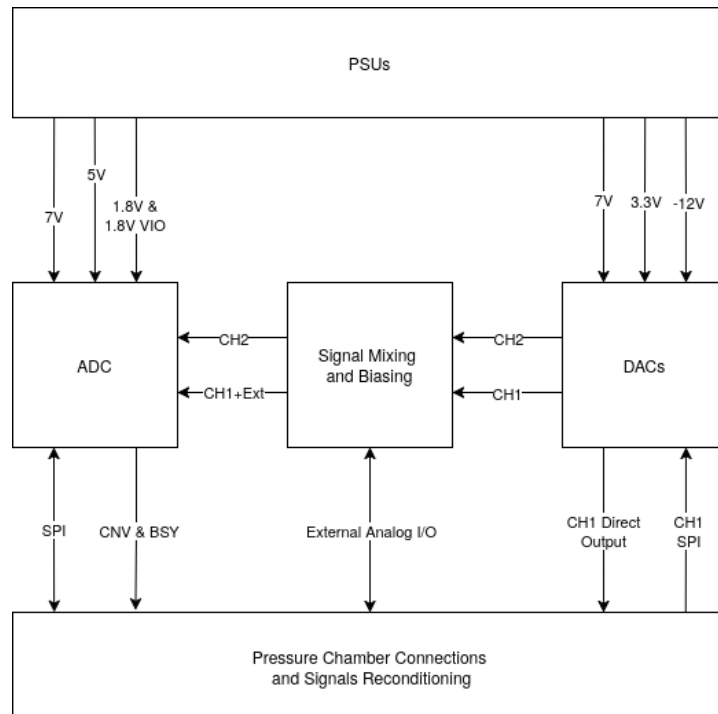 PSUs
7V
5V
1.8V &
1.8V VIO
7V
3.3V
-12V
ADC
CH2
CH1+Ext
Signal Mixing
and Biasing
CH2
CH1
DACs
SPI
CNV & BSY
External Analog I/O
CH1 Direct
Output
CH1
SPI
Pressure Chamber Connections
and Signals Reconditioning